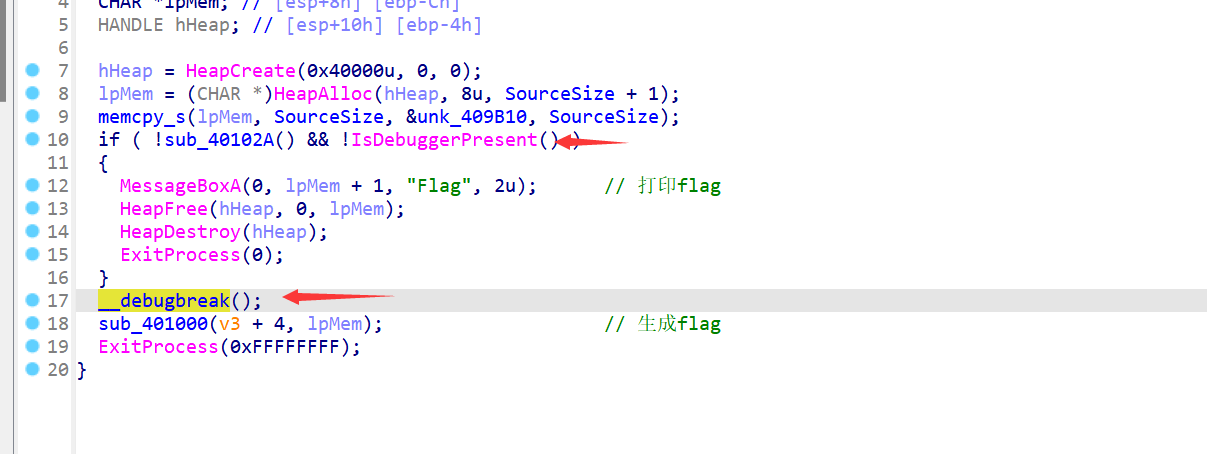 4 CHAR *lpMem; // [esp+8h] [ebp-Ch]
5 HANDLE hHeap; // [esp+10h] [ebp-4h]
6
7 hHeap = HeapCreate(0x40000u, 0, 0);
8 lpMem = (CHAR *)HeapAlloc(hHeap, 8u, SourceSize + 1);
9 memcpy_s(lpMem, SourceSize, &unk_409B10, SourceSize);
10 if ( !sub_40102A() && !IsDebuggerPresent() )
11 {
12 MessageBoxA(0, lpMem + 1, "Flag", 2u); // 打印flag
13 HeapFree(hHeap, 0, lpMem);
14 HeapDestroy(hHeap);
15 ExitProcess(0);
16 }
17 __debugbreak();
18 sub_401000(v3 + 4, lpMem); // 生成flag
19 ExitProcess(0xFFFFFFFF);
20 }